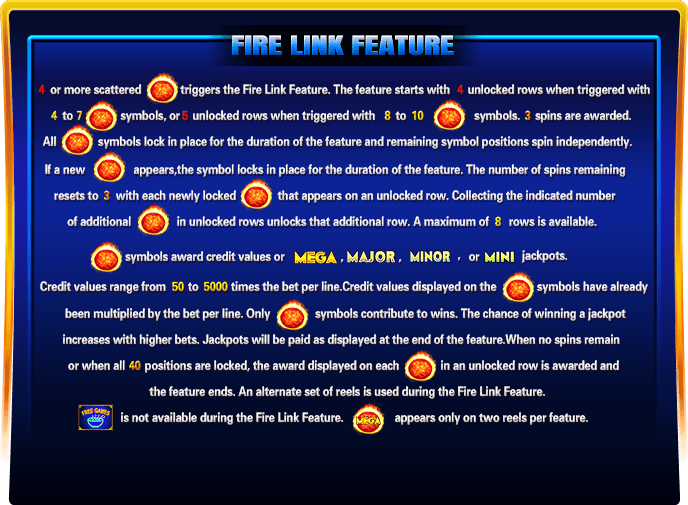 FIRE LINK FEATURE
4 or more scattered triggers the Fire Link Feature. The feature starts with 4 unlocked rows when triggered with
4 to 7 symbols, or 5 unlocked rows when triggered with 8 to 10 symbols. 3 spins are awarded.
All symbols lock in place for the duration of the feature and remaining symbol positions spin independently.
If a new appears,the symbol locks in place for the duration of the feature. The number of spins remaining
resets to 3 with each newly locked that appears on an unlocked row. Collecting the indicated number
of additional in unlocked rows unlocks that additional row. A maximum of 8 rows is available.
symbols award credit values or MEGA , MAJOR , MINOR , or MINI jackpots.
Credit values range from 50 to 5000 times the bet per line.Credit values displayed on the symbols have already
been multiplied by the bet per line. Only symbols contribute to wins. The chance of winning a jackpot
increases with higher bets. Jackpots will be paid as displayed at the end of the feature.When no spins remain
or when all 40 positions are locked, the award displayed on each in an unlocked row is awarded and
the feature ends. An alternate set of reels is used during the Fire Link Feature.
FREE GAMES is not available during the Fire Link Feature. MEGA appears only on two reels per feature.